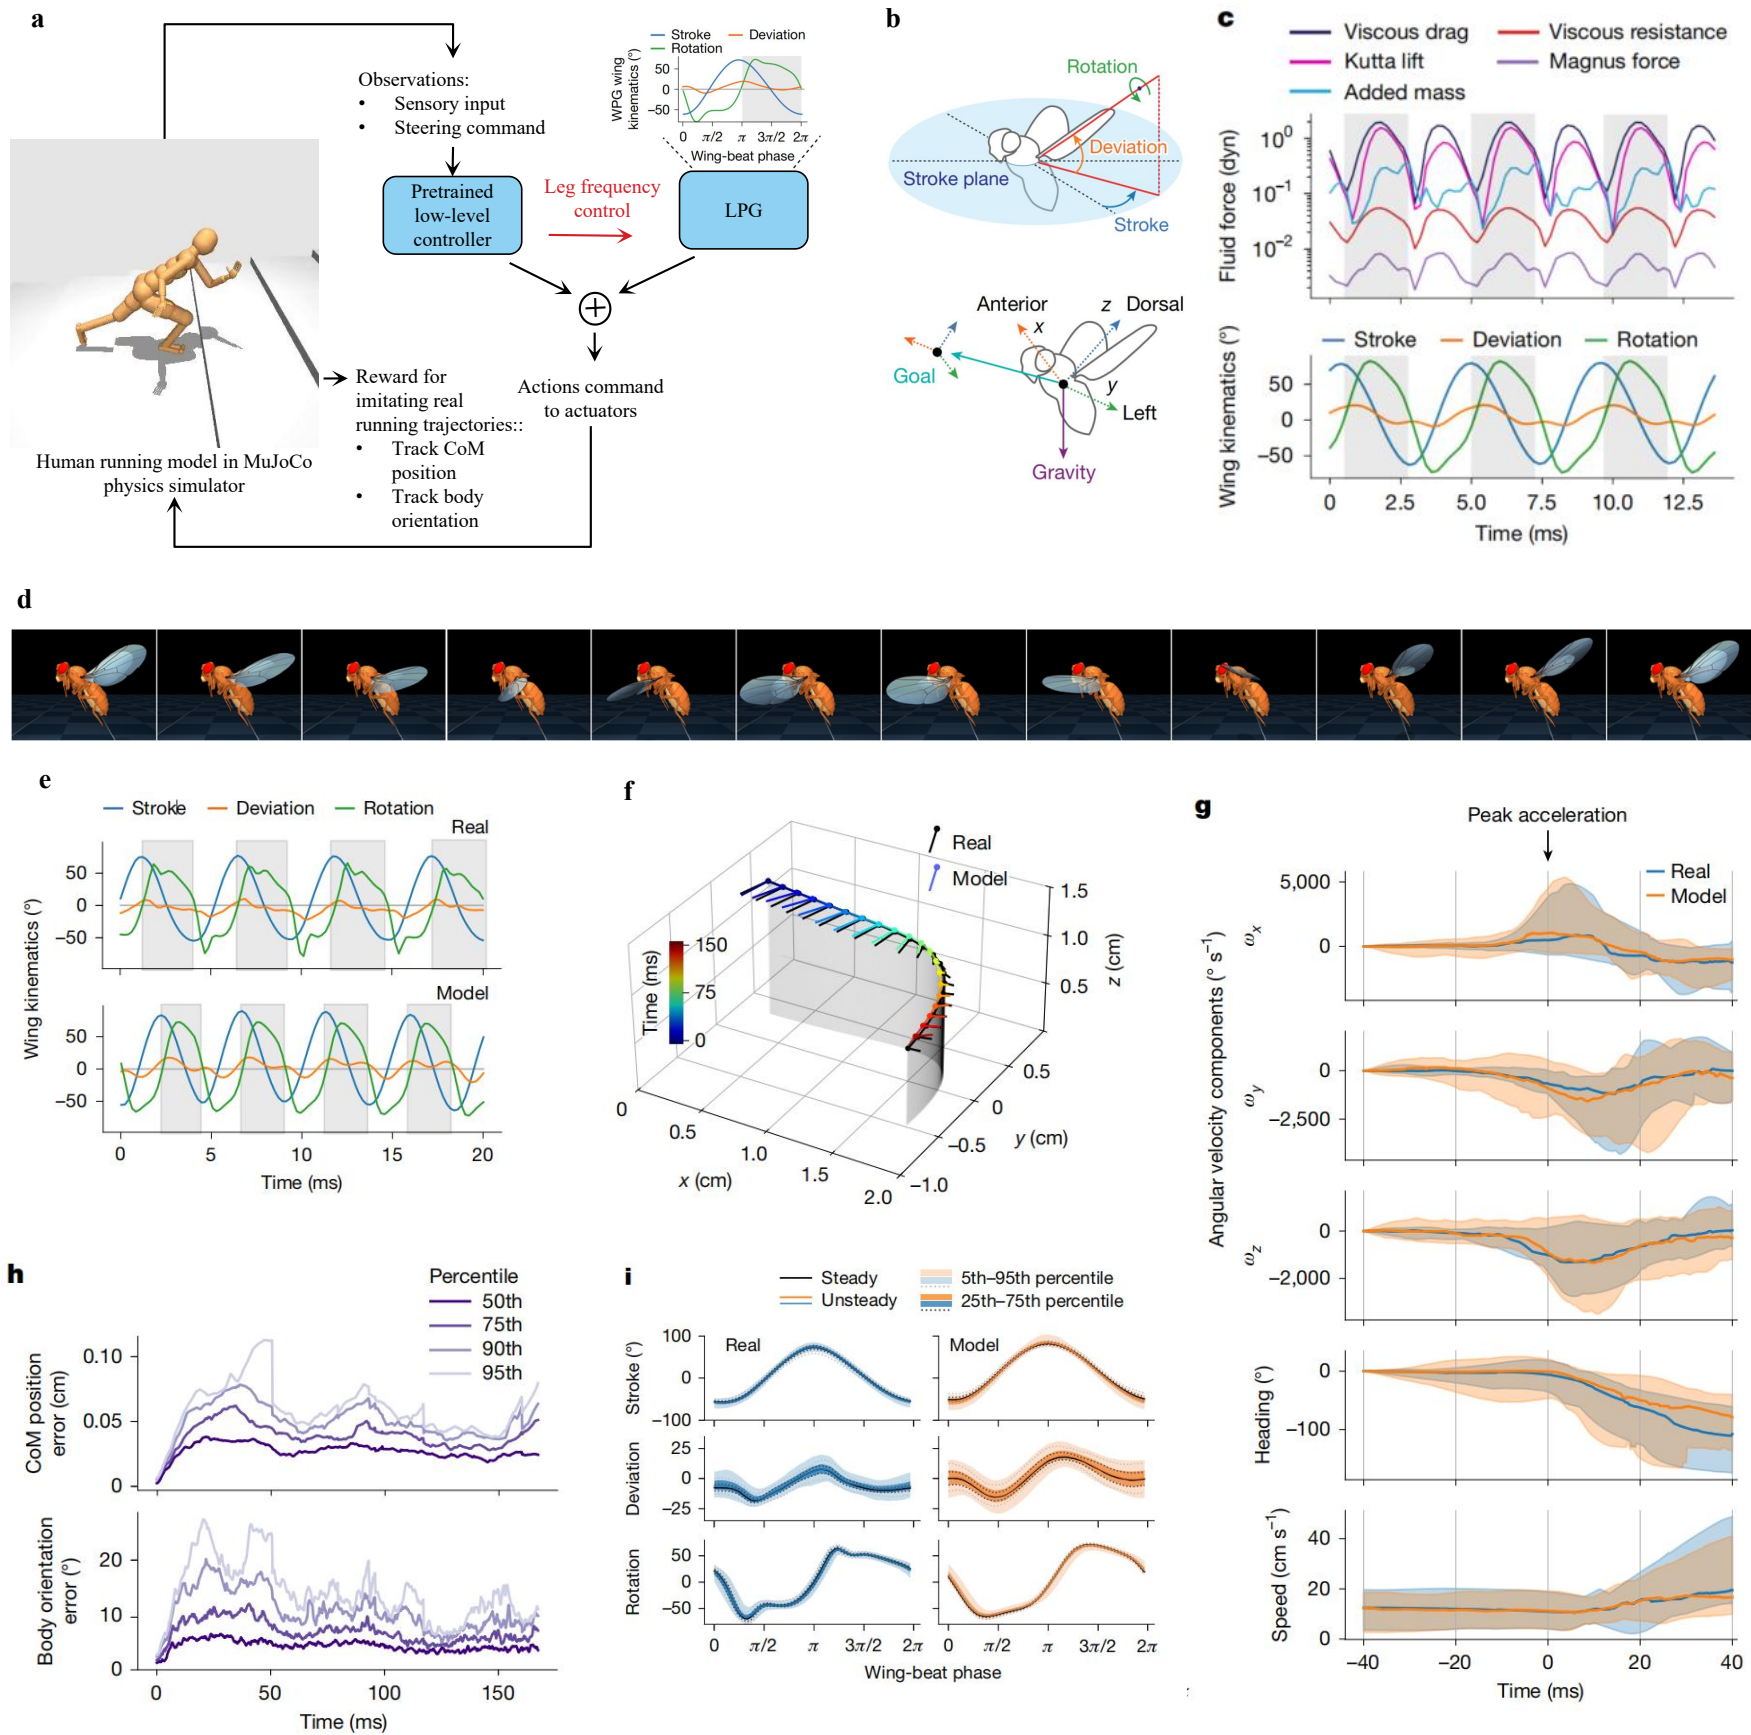 a
Observations:
• Sensory input
• Steering command
Pretrained
low-level
controller
Leg frequency
control
LPG
Stroke
Deviation
Rotation
WPG wing
kinematics (°)
50
0
−50
0
π/2
π
3π/2
2π
Wing-beat phase
Human running model in MuJoCo
physics simulator
Reward for
imitating real
running trajectories::
• Track CoM
position
• Track body
orientation
Actions command
to actuators
b
Rotation
Deviation
Stroke plane
Stroke
Anterior
x
z
Dorsal
Goal
y
Left
Gravity
c
Viscous drag
Viscous resistance
Kutta lift
Magnus force
Added mass
Fluid force (dyn)
10⁰
10⁻¹
10⁻²
Stroke
Deviation
Rotation
Wing kinematics (°)
50
0
−50
0
2.5
5.0
7.5
10.0
12.5
Time (ms)
d
e
Stroke
Deviation
Rotation
Real
50
0
−50
Model
50
0
−50
Wing kinematics (°)
0
5
10
15
20
Time (ms)
f
Real
Model
Time (ms)
150
75
0
1.5
1.0
0.5
z (cm)
0.5
0
−0.5
−1.0
y (cm)
0
0.5
1.0
1.5
2.0
x (cm)
g
Peak acceleration
Real
Model
Angular velocity components (° s⁻¹)
5,000
0
ωx
0
−2,500
ωy
0
−2,000
ωz
0
−100
Heading (°)
40
20
0
Speed (cm s⁻¹)
−40
−20
0
20
40
Time (ms)
h
Percentile
50th
75th
90th
95th
CoM position
error (cm)
0.10
0.05
0
Body orientation
error (°)
20
10
0
0
50
100
150
Time (ms)
i
Steady
Unsteady
5th–95th percentile
25th–75th percentile
Real
Model
Stroke (°)
100
0
−100
Deviation
25
0
−25
Rotation
50
0
−50
0
π/2
π
3π/2
2π
0
π/2
π
3π/2
2π
Wing-beat phase